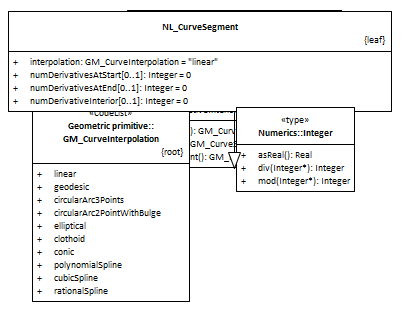 NL_CurveSegment
{leaf}
+ interpolation: GM_CurveInterpolation = "linear"
+ numDerivativesAtStart[0..1]: Integer = 0
+ numDerivativesAtEnd[0..1]: Integer = 0
+ numDerivativeInterior[0..1]: Integer = 0
«CodeList»
Geometric primitive::
GM_CurveInterpolation
{root}
+ linear
+ geodesic
+ circularArc3Points
+ circularArc2PointWithBulge
+ elliptical
+ clothoid
+ conic
+ polynomialSpline
+ cubicSpline
+ rationalSpline
): GM_Curv
GM_CurveS
nt(): GM_
«type»
Numerics::Integer
+ asReal(): Real
+ div(Integer*): Integer
+ mod(Integer*): Integer